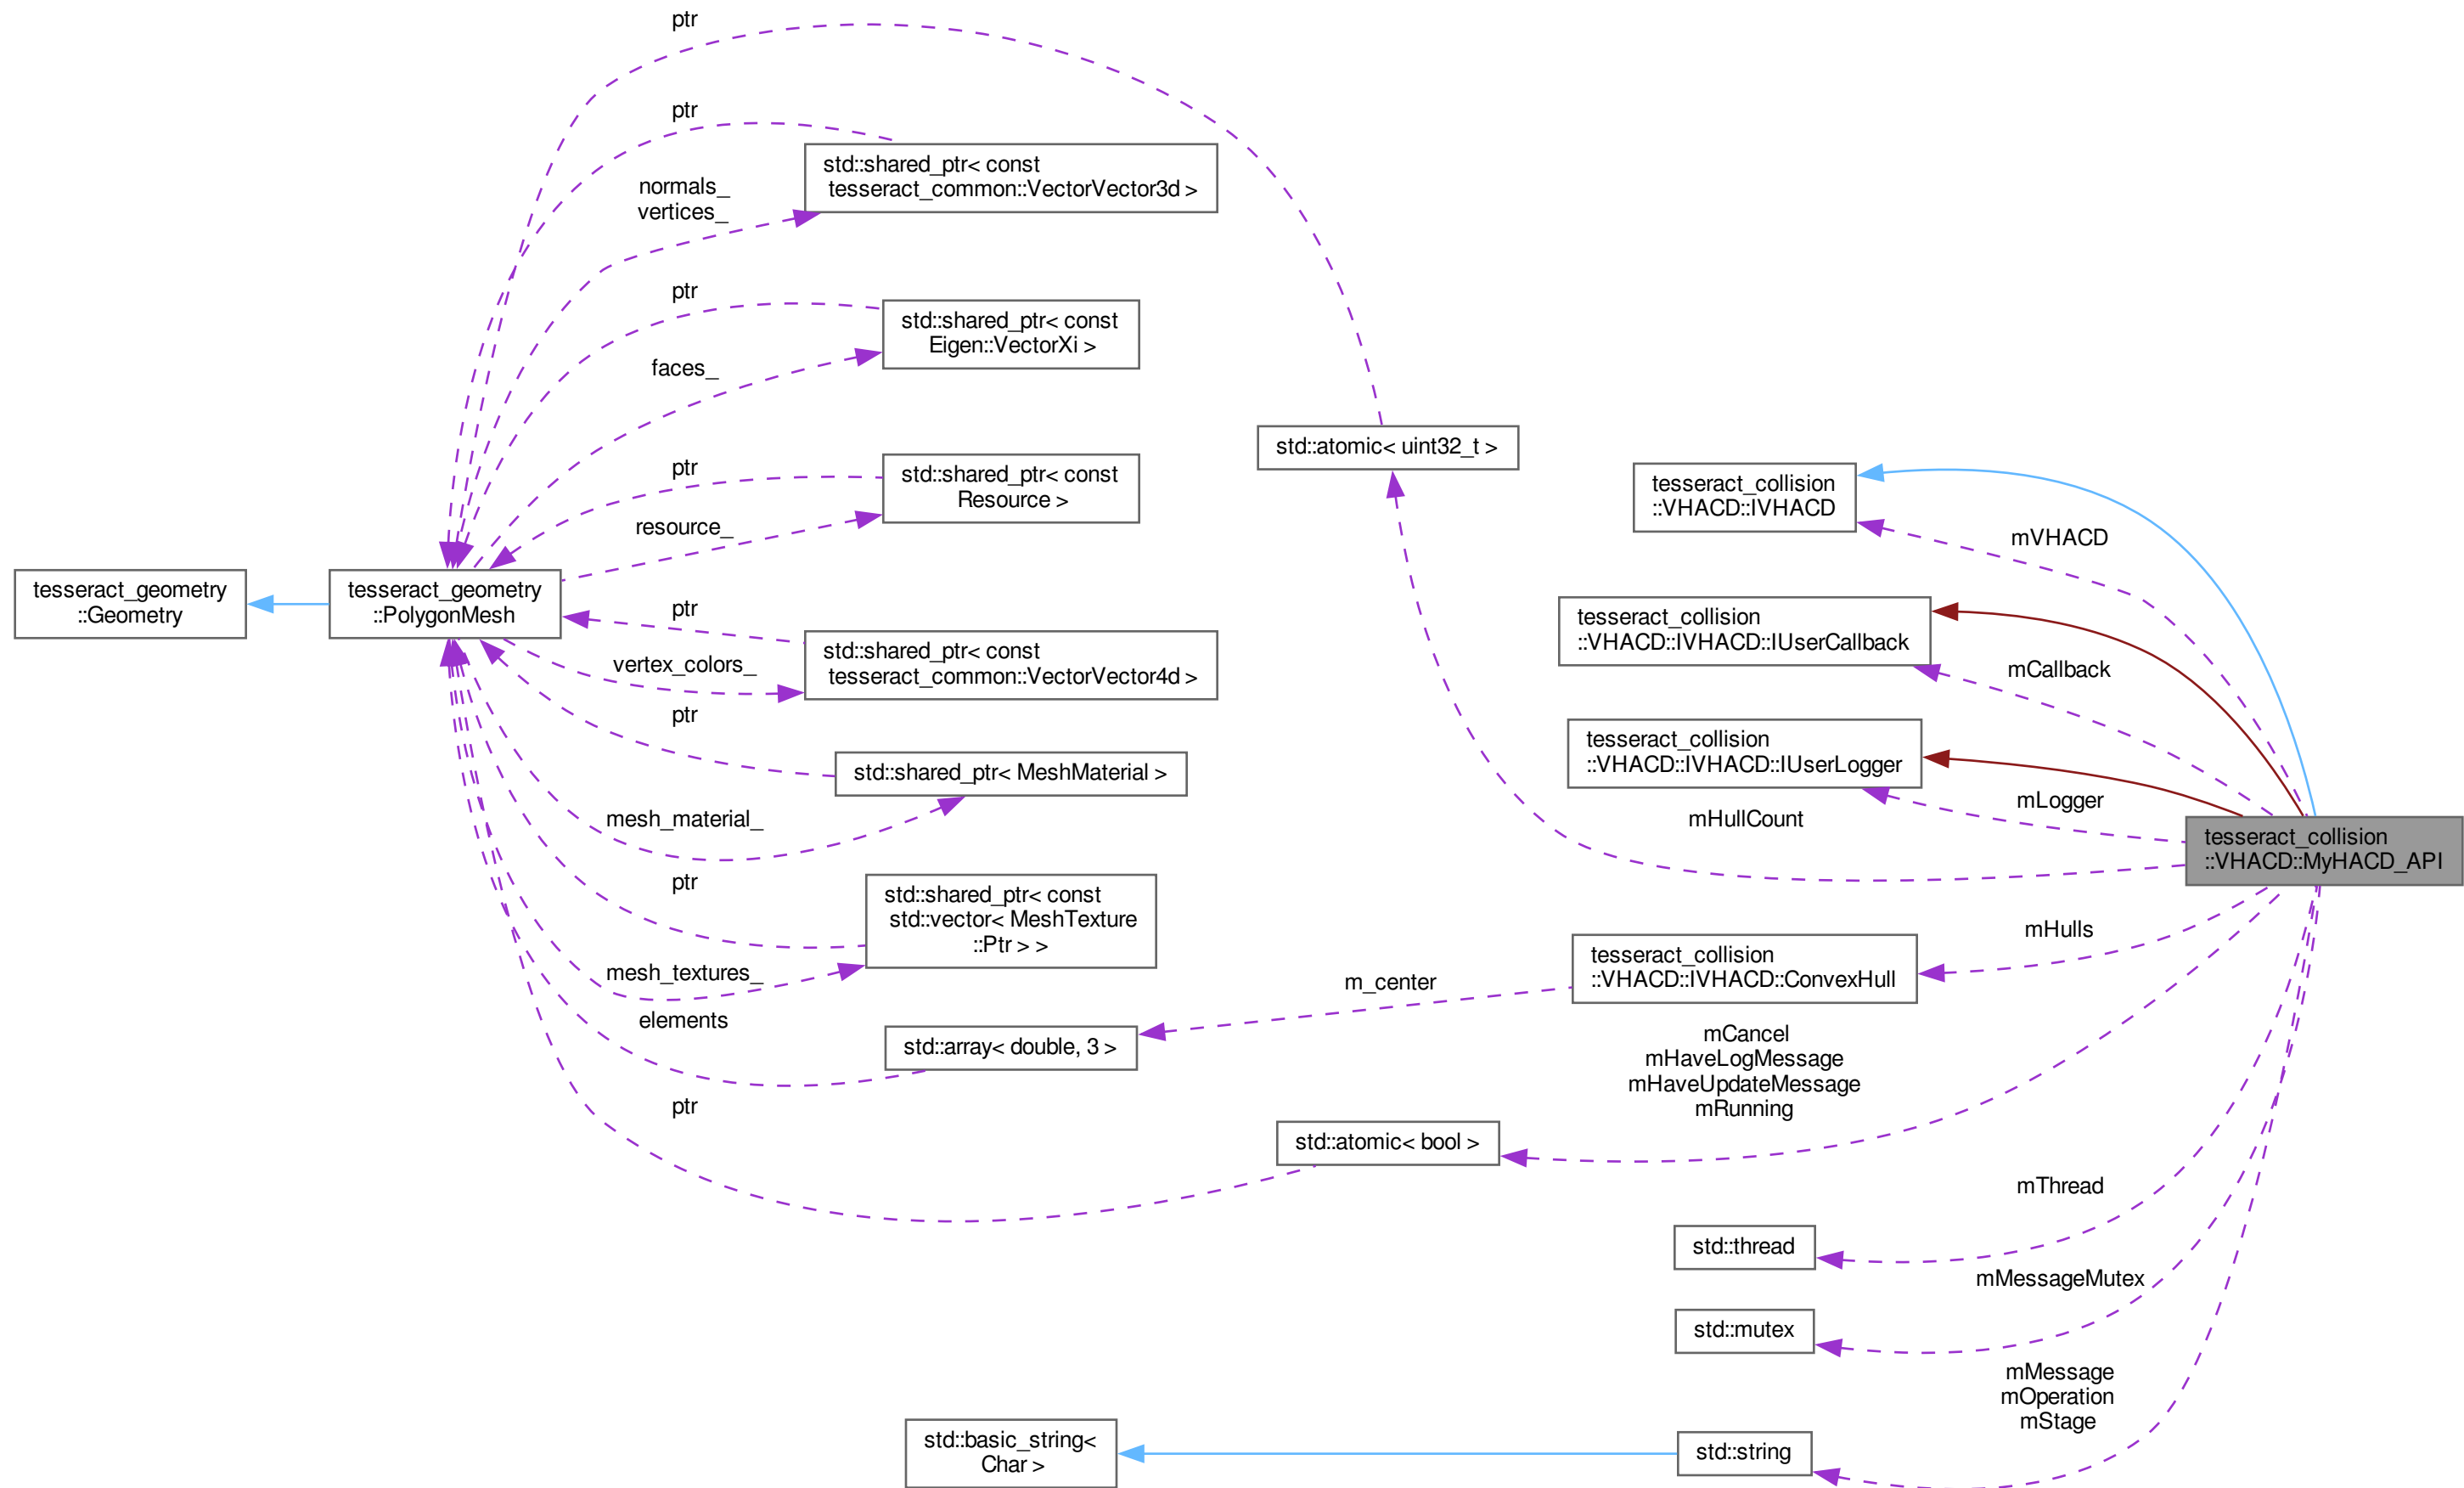 ptr
ptr
std::shared_ptr< const
tesseract_common::VectorVector3d >
normals_
vertices_
ptr
std::shared_ptr< const
Eigen::VectorXi >
faces_
std::atomic< uint32_t >
ptr
std::shared_ptr< const
Resource >
resource_
tesseract_collision
::VHACD::IVHACD
mVHACD
tesseract_geometry
::Geometry
tesseract_geometry
::PolygonMesh
ptr
std::shared_ptr< const
tesseract_common::VectorVector4d >
vertex_colors_
tesseract_collision
::VHACD::IVHACD::IUserCallback
mCallback
ptr
std::shared_ptr< MeshMaterial >
mesh_material_
tesseract_collision
::VHACD::IVHACD::IUserLogger
mLogger
mHullCount
tesseract_collision
::VHACD::MyHACD_API
ptr
std::shared_ptr< const
std::vector< MeshTexture
::Ptr > >
mesh_textures_
elements
tesseract_collision
::VHACD::IVHACD::ConvexHull
mHulls
m_center
std::array< double, 3 >
mCancel
mHaveLogMessage
mHaveUpdateMessage
mRunning
ptr
std::atomic< bool >
mThread
std::thread
mMessageMutex
std::mutex
mMessage
mOperation
mStage
std::basic_string<
Char >
std::string